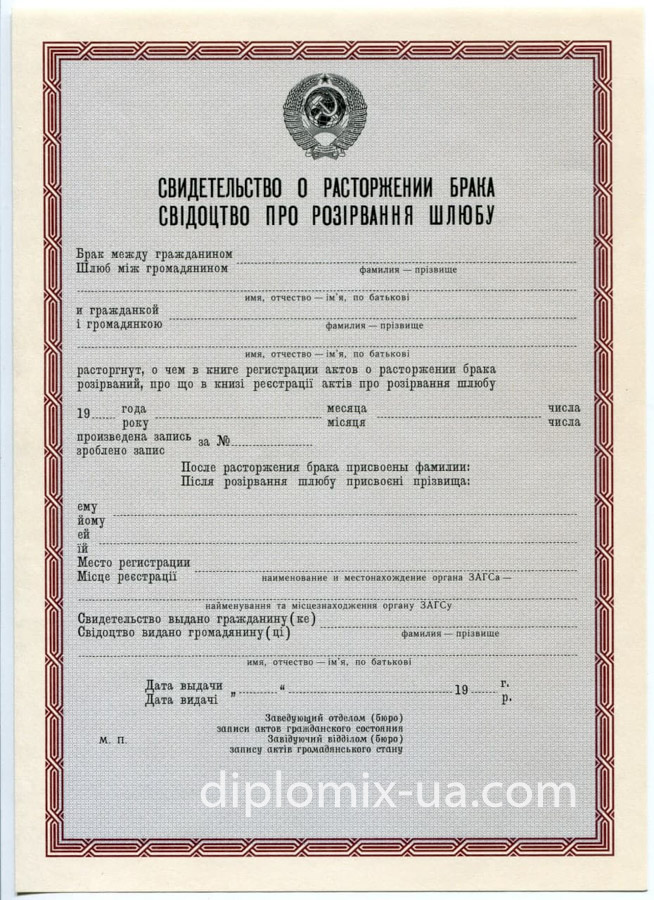 СВИДЕТЕЛЬСТВО О РАСТОРЖЕНИИ БРАКА
СВІДОЦТВО ПРО РОЗІРВАННЯ ШЛЮБУ
Брак между гражданином
Шлюб між громадянином
фамилия — прізвище
имя, отчество — ім'я, по батькові
и гражданкой
і громадянкою
фамилия — прізвище
имя, отчество — ім'я, по батькові
расторгнут, о чем в книге регистрации актов о расторжении брака
розірваний, про що в книзі реєстрації актів про розірвання шлюбу
19 года месяца числа
року місяця числа
произведена запись за №
зроблено запис
После расторжения брака присвоены фамилии:
Після розірвання шлюбу присвоєні прізвища:
ему
йому
ей
їй
Место регистрации
Місце реєстрації
наименование и местонахождение органа ЗАГСа —
найменування та місцезнаходження органу ЗАГСу
Свидетельство выдано гражданину (ке)
Свідоцтво видано громадянину (ці)
фамилия — прізвище
имя, отчество — ім'я, по батькові
Дата выдачи „ “ 19 г.
Дата видачі р.
Заведующий отделом (бюро)
записи актов гражданского состояния
М. П. Завідуючий відділом (бюро)
запису актів громадянського стану
diplomix-ua.com